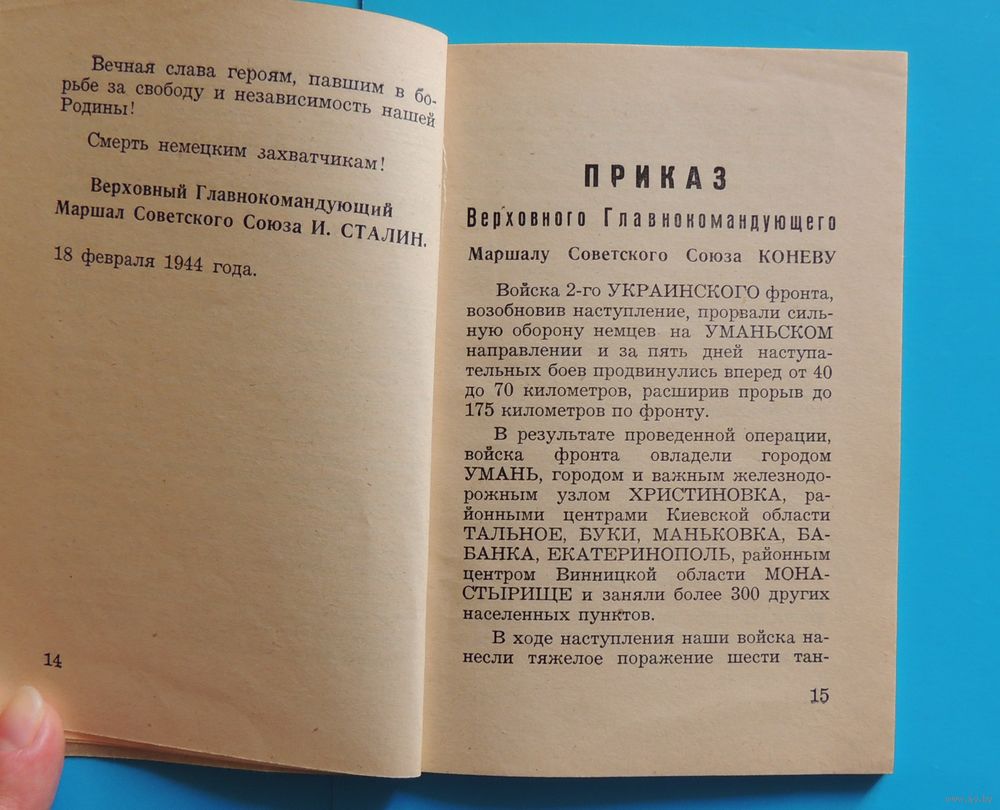 Вечная слава героям, павшим в бо-
рьбе за свободу и независимость нашей
Родины!
Смерть немецким захватчикам!
Верховный Главнокомандующий
Маршал Советского Союза И. СТАЛИН.
18 февраля 1944 года.
14
ПРИКАЗ
Верховного Главнокомандующего
Маршалу Советского Союза КОНЕВУ
Войска 2-го УКРАИНСКОГО фронта,
возобновив наступление, прорвали силь-
ную оборону немцев на УМАНЬСКОМ
направлении и за пять дней наступа-
тельных боев продвинулись вперед от 40
до 70 километров, расширив прорыв до
175 километров по фронту.
В результате проведенной операции,
войска фронта овладели городом
УМАНЬ, городом и важным железнодо-
рожным узлом ХРИСТИНОВКА, ра-
йонными центрами Киевской области
ТАЛЬНОЕ, БУКИ, МАНЬКОВКА, БА-
БАНКА, ЕКАТЕРИНОПОЛЬ, районным
центром Винницкой области МОНА-
СТЫРИЩЕ и заняли более 300 других
населенных пунктов.
В ходе наступления наши войска на-
несли тяжелое поражение шести тан-
15